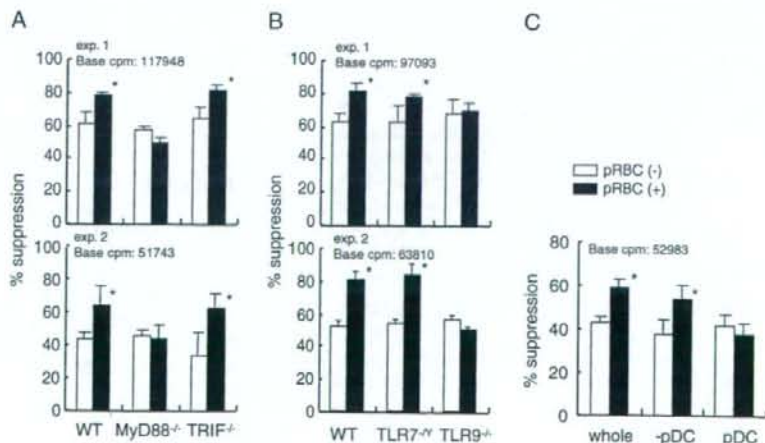 A
exp. 1
Base cpm: 117948
100
80
60
40
20
0
*
*
exp. 2
Base cpm: 51743
100
80
60
40
20
0
*
*
% suppression
WT MyD88-/- TRIF-/-
B
exp. 1
Base cpm: 97093
100
80
60
40
20
0
*
*
exp. 2
Base cpm: 63810
100
80
60
40
20
0
*
*
% suppression
WT TLR7-/Y TLR9-/-
C
pRBC (-)
pRBC (+)
Base cpm: 52983
80
60
40
20
0
*
*
% suppression
whole -pDC pDC